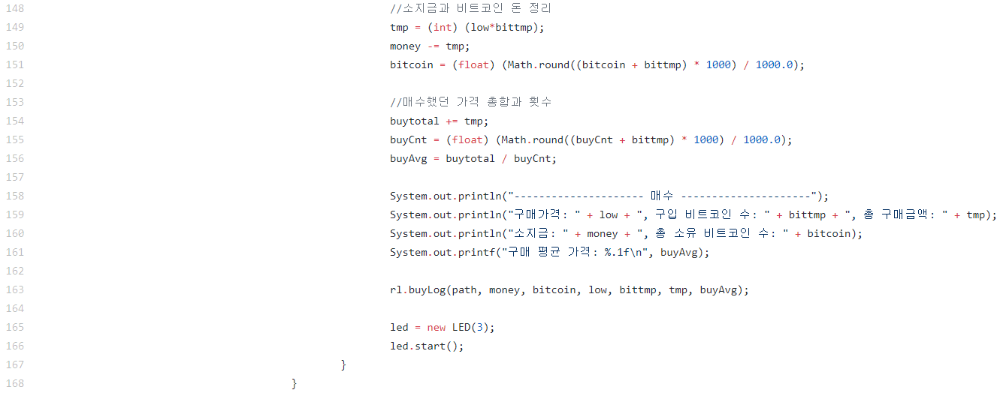 148 //소지금과 비트코인 돈 정리
149 tmp = (int) (low*bittmp);
150 money -= tmp;
151 bitcoin = (float) (Math.round((bitcoin + bittmp) * 1000) / 1000.0);
152
153 //매수했던 가격 총합과 횟수
154 buytotal += tmp;
155 buyCnt = (float) (Math.round((buyCnt + bittmp) * 1000) / 1000.0);
156 buyAvg = buytotal / buyCnt;
157
158 System.out.println("--------------------- 매수 ---------------------");
159 System.out.println("구매가격: " + low + ", 구입 비트코인 수: " + bittmp + ", 총 구매금액: " + tmp);
160 System.out.println("소지금: " + money + ", 총 소유 비트코인 수: " + bitcoin);
161 System.out.printf("구매 평균 가격: %.1f\n", buyAvg);
162
163 rl.buyLog(path, money, bitcoin, low, bittmp, tmp, buyAvg);
164
165 led = new LED(3);
166 led.start();
167 }
168 }